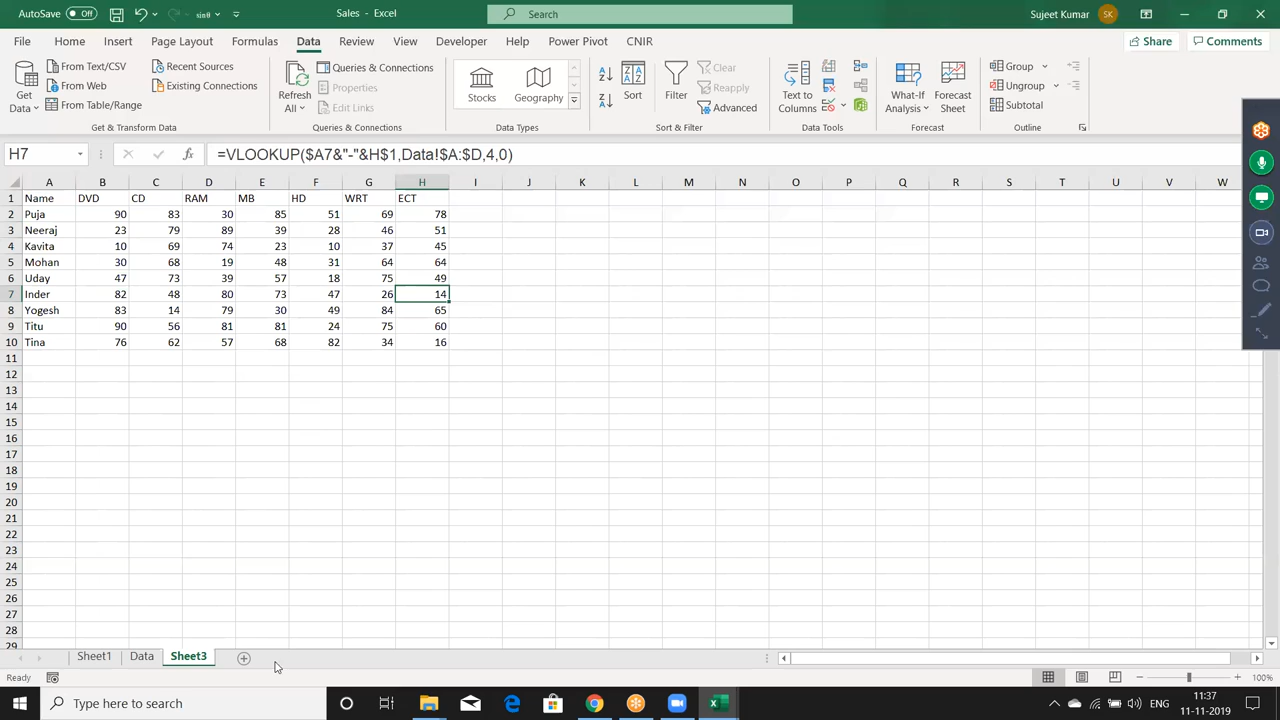 AutoSave Off Sales - Excel Search Sujeet Kumar SK
File Home Insert Page Layout Formulas Data Review View Developer Help Power Pivot CNIR Share Comments
Get Data From Text/CSV From Web From Table/Range Recent Sources Existing Connections
Refresh All Queries & Connections Properties Edit Links
Stocks Geography
Sort Filter Clear Reapply Advanced
Text to Columns
What-If Analysis Forecast Sheet
Group Ungroup Subtotal
Get & Transform Data Queries & Connections Data Types Sort & Filter Data Tools Forecast Outline
H7 fx =VLOOKUP($A7&"-"&H$1,Data!$A:$D,4,0)
A B C D E F G H I J K L M N O P Q R S T U V W
1 Name DVD CD RAM MB HD WRT ECT
2 Puja 90 83 30 85 51 69 78
3 Neeraj 23 79 89 39 28 46 51
4 Kavita 10 69 74 23 10 37 45
5 Mohan 30 68 19 48 31 64 64
6 Uday 47 73 39 57 18 75 49
7 Inder 82 48 80 73 47 26 14
8 Yogesh 83 14 79 30 49 84 65
9 Titu 90 56 81 81 24 75 60
10 Tina 76 62 57 68 82 34 16
11
12
13
14
15
16
17
18
19
20
21
22
23
24
25
26
27
28
29
Sheet1 Data Sheet3
Ready 100%
Type here to search ENG 11:37
11-11-2019